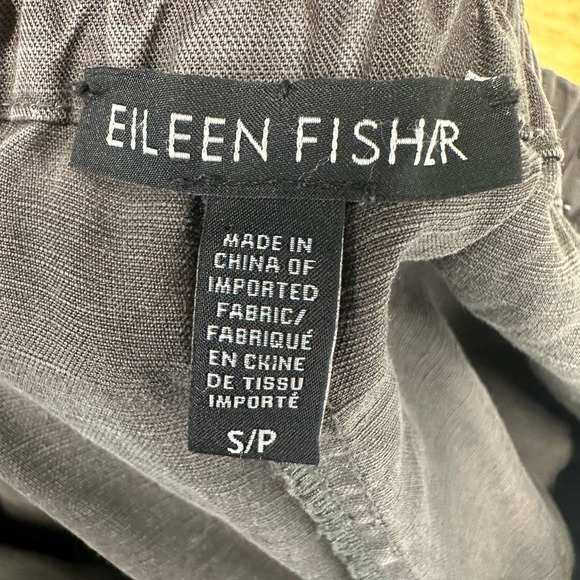 EILEEN FISHER
MADE IN
CHINA OF
IMPORTED
FABRIC/
FABRIQUÉ
EN CHINE
DE TISSU
IMPORTÉ
S/P